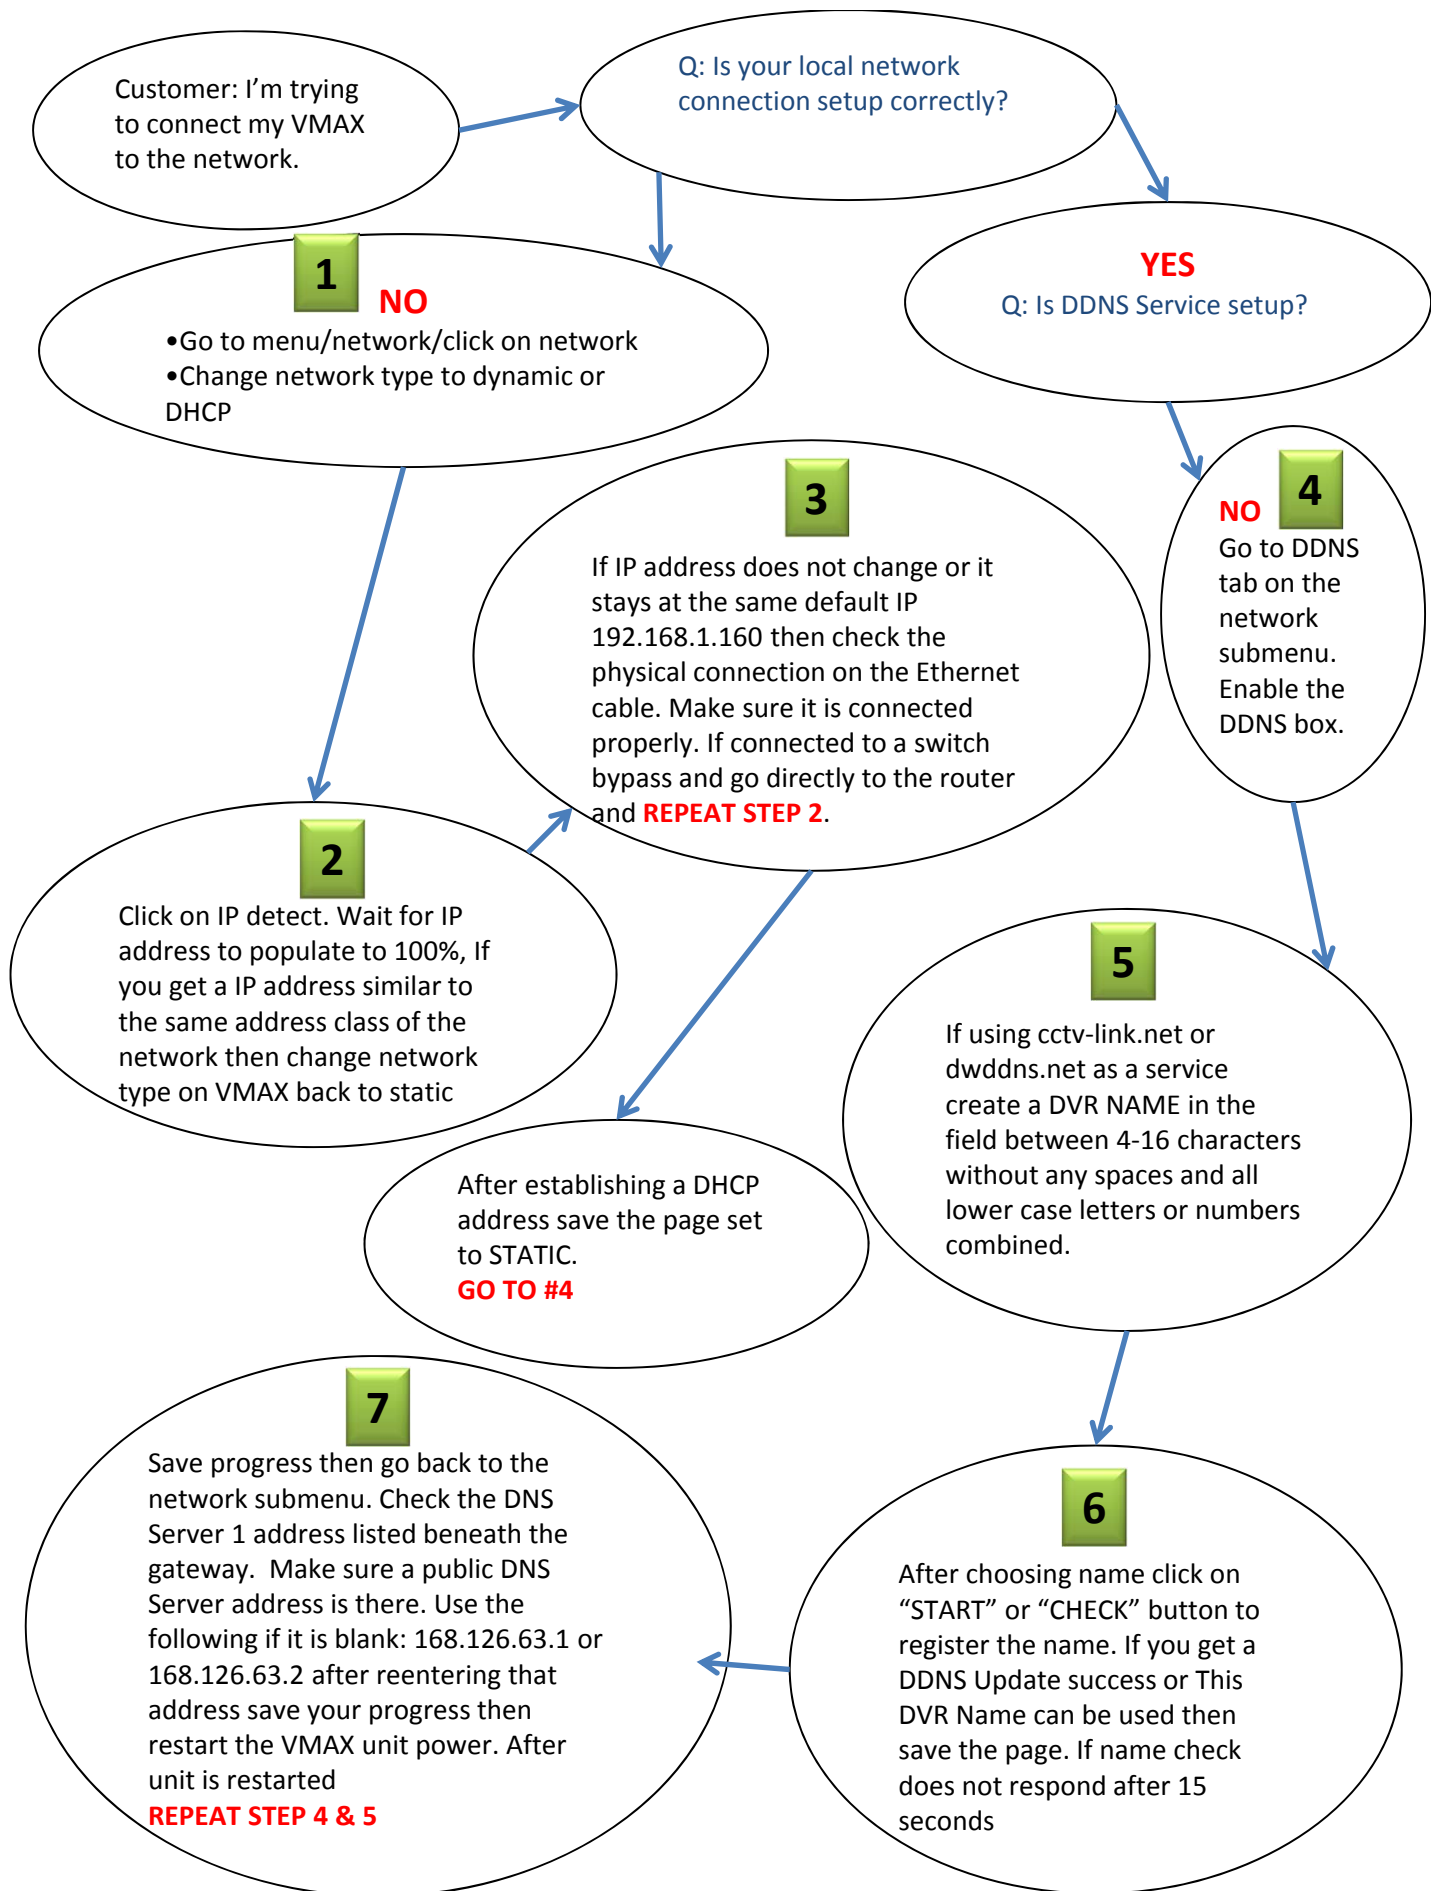 Customer: I’m trying
to connect my VMAX
to the network.
Q: Is your local network
connection setup correctly?
1
NO
•Go to menu/network/click on network
•Change network type to dynamic or
DHCP
YES
Q: Is DDNS Service setup?
3
If IP address does not change or it
stays at the same default IP
192.168.1.160 then check the
physical connection on the Ethernet
cable. Make sure it is connected
properly. If connected to a switch
bypass and go directly to the router
and REPEAT STEP 2.
4
NO
Go to DDNS
tab on the
network
submenu.
Enable the
DDNS box.
2
Click on IP detect. Wait for IP
address to populate to 100%, If
you get a IP address similar to
the same address class of the
network then change network
type on VMAX back to static
5
If using cctv-link.net or
dwddns.net as a service
create a DVR NAME in the
field between 4-16 characters
without any spaces and all
lower case letters or numbers
combined.
After establishing a DHCP
address save the page set
to STATIC.
GO TO #4
7
Save progress then go back to the
network submenu. Check the DNS
Server 1 address listed beneath the
gateway.  Make sure a public DNS
Server address is there. Use the
following if it is blank: 168.126.63.1 or
168.126.63.2 after reentering that
address save your progress then
restart the VMAX unit power. After
unit is restarted
REPEAT STEP 4 & 5
6
After choosing name click on
“START” or “CHECK” button to
register the name. If you get a
DDNS Update success or This
DVR Name can be used then
save the page. If name check
does not respond after 15
seconds